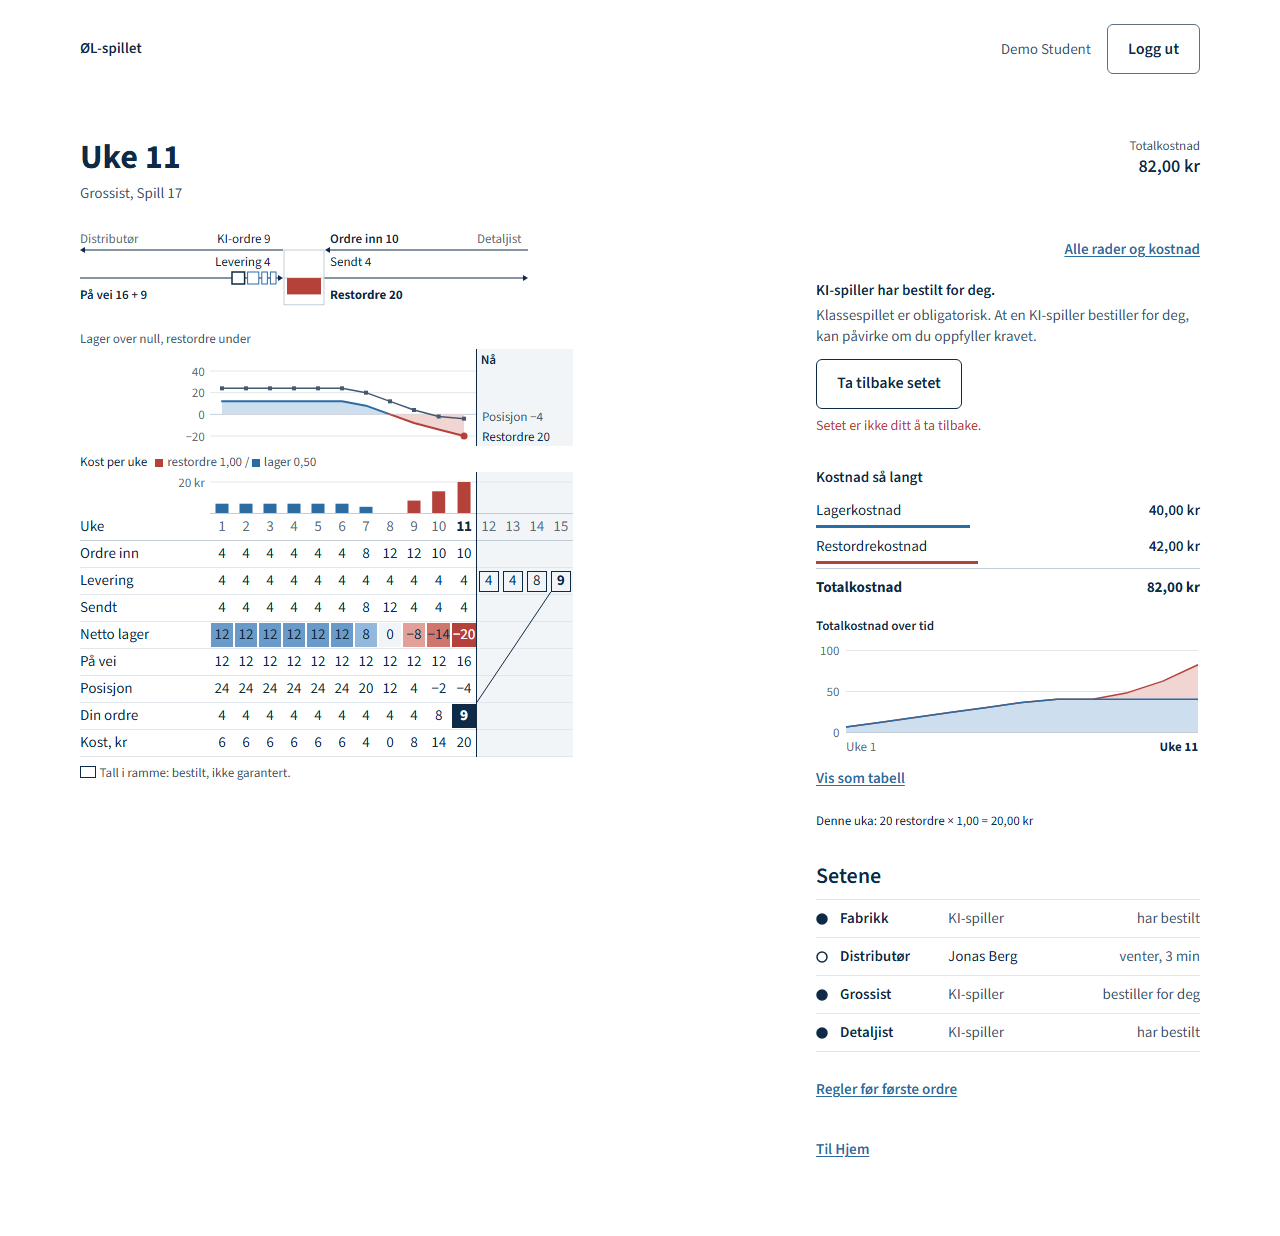 ØL-spillet
Demo Student
Logg ut
Uke 11
Grossist, Spill 17
Totalkostnad
82,00 kr
Distributør
KI-ordre 9
Ordre inn 10
Detaljist
Levering 4
Sendt 4
På vei 16 + 9
Restordre 20
Lager over null, restordre under
Nå
40
20
0
−20
Posisjon −4
Restordre 20
Kost per uke restordre 1,00 / lager 0,50
20 kr
Uke 1 2 3 4 5 6 7 8 9 10 11 12 13 14 15
Ordre inn 4 4 4 4 4 4 8 12 12 10 10
Levering 4 4 4 4 4 4 4 4 4 4 4 4 4 8 9
Sendt 4 4 4 4 4 4 8 12 4 4 4
Netto lager 12 12 12 12 12 12 8 0 −8 −14 −20
På vei 12 12 12 12 12 12 12 12 12 12 16
Posisjon 24 24 24 24 24 24 20 12 4 −2 −4
Din ordre 4 4 4 4 4 4 4 4 4 8 9
Kost, kr 6 6 6 6 6 6 4 0 8 14 20
Tall i ramme: bestilt, ikke garantert.
Alle rader og kostnad
KI-spiller har bestilt for deg.
Klassespillet er obligatorisk. At en KI-spiller bestiller for deg,
kan påvirke om du oppfyller kravet.
Ta tilbake setet
Setet er ikke ditt å ta tilbake.
Kostnad så langt
Lagerkostnad 40,00 kr
Restordrekostnad 42,00 kr
Totalkostnad 82,00 kr
Totalkostnad over tid
100
50
0
Uke 1 Uke 11
Vis som tabell
Denne uka: 20 restordre × 1,00 = 20,00 kr
Setene
Fabrikk KI-spiller har bestilt
Distributør Jonas Berg venter, 3 min
Grossist KI-spiller bestiller for deg
Detaljist KI-spiller har bestilt
Regler før første ordre
Til Hjem